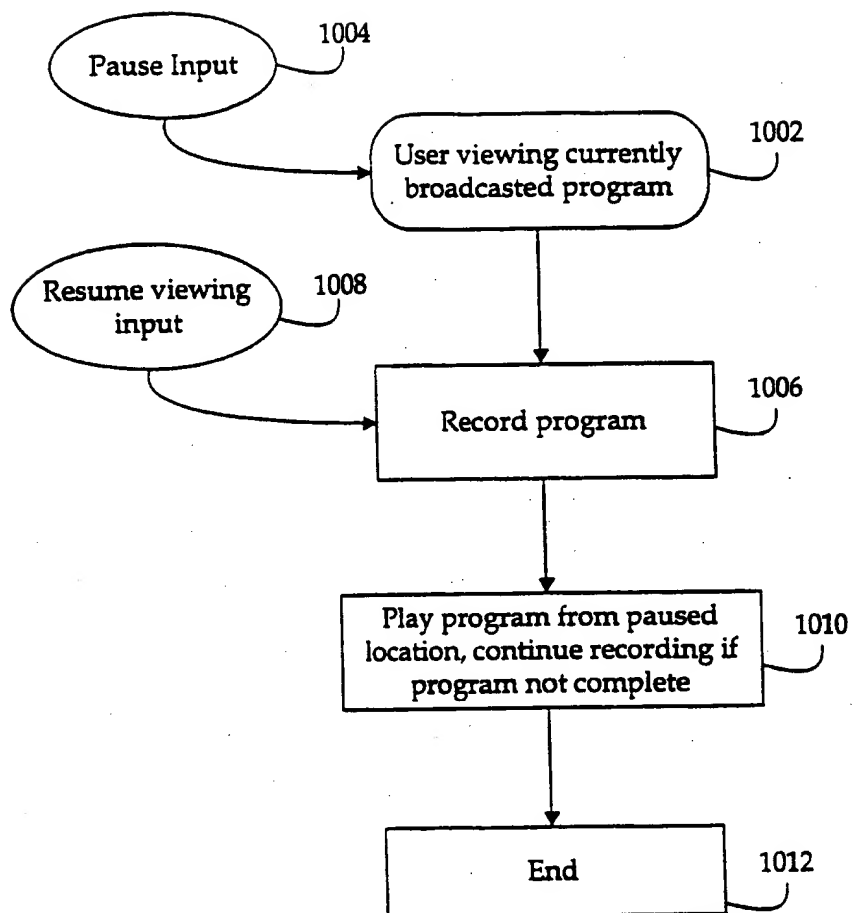 1004
Pause Input
1002
User viewing currently
broadcasted program
1008
Resume viewing
input
1006
Record program
1010
Play program from paused
location, continue recording if
program not complete
End
1012